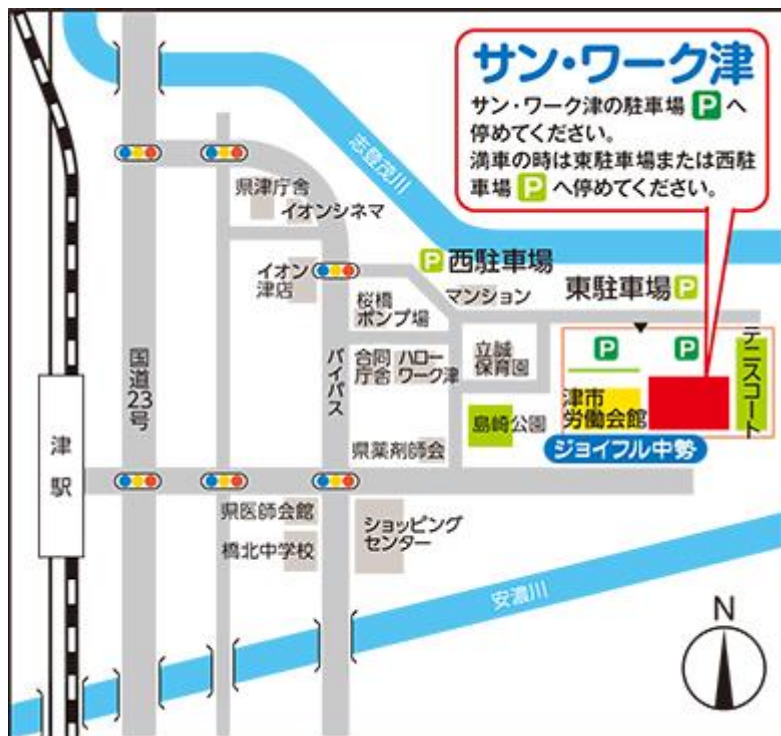 サン・ワーク津
サン・ワーク津の駐車場 P へ
停めてください。
満車の時は東駐車場または西駐
車場 P へ停めてください。
志登茂川
県津庁舎
イオンシネマ
イオン
津店
P 西駐車場
マンション
東駐車場 P
桜橋
ポンプ場
国道23号
バイパス
合同
庁舎
ハロー
ワーク津
立誠
保育園
P
P
テニスコート
津市
労働会館
島崎公園
県薬剤師会
ジョイフル中勢
津駅
県医師会館
橋北中学校
ショッピング
センター
安濃川
N